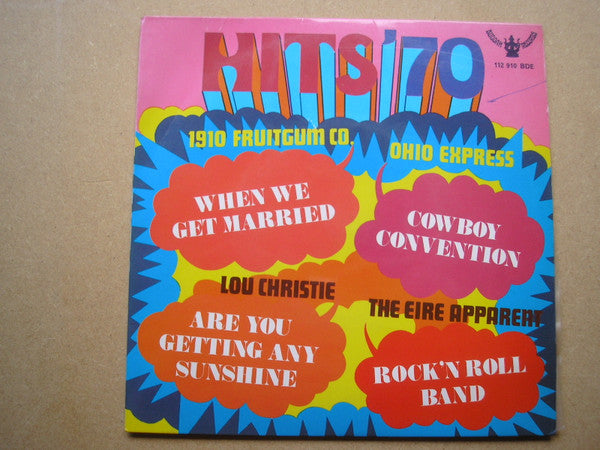 HITS '70
112 910 BDE
1910 FRUITGUM CO.
OHIO EXPRESS
WHEN WE
GET MARRIED
COWBOY
CONVENTION
LOU CHRISTIE
THE EIRE APPARENT
ARE YOU
GETTING ANY
SUNSHINE
ROCK'N ROLL
BAND